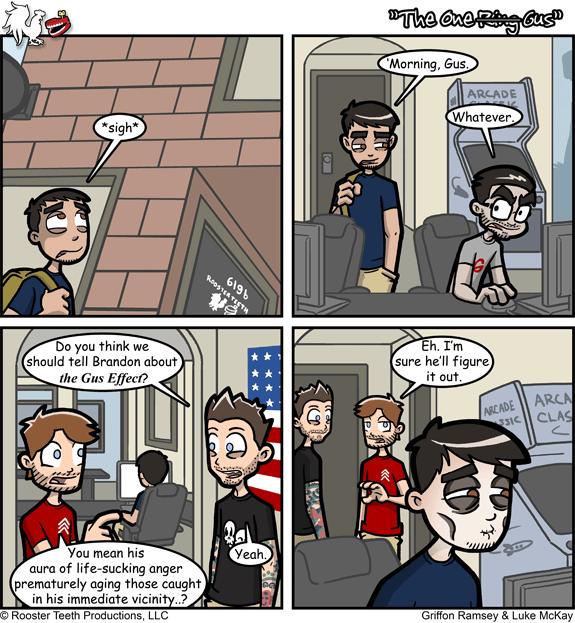 "The One Ring Gus"
*sigh*
619b
ROOSTER TEETH
'Morning, Gus.
ARCADE
CLASSIC
Whatever.
G
Do you think we
should tell Brandon about
the Gus Effect?
You mean his
aura of life-sucking anger
prematurely aging those caught
in his immediate vicinity..?
Yeah.
Eh. I'm
sure he'll figure
it out.
ARCADE
ASSIC
ARCA
CLAS
© Rooster Teeth Productions, LLC
Griffon Ramsey & Luke McKay